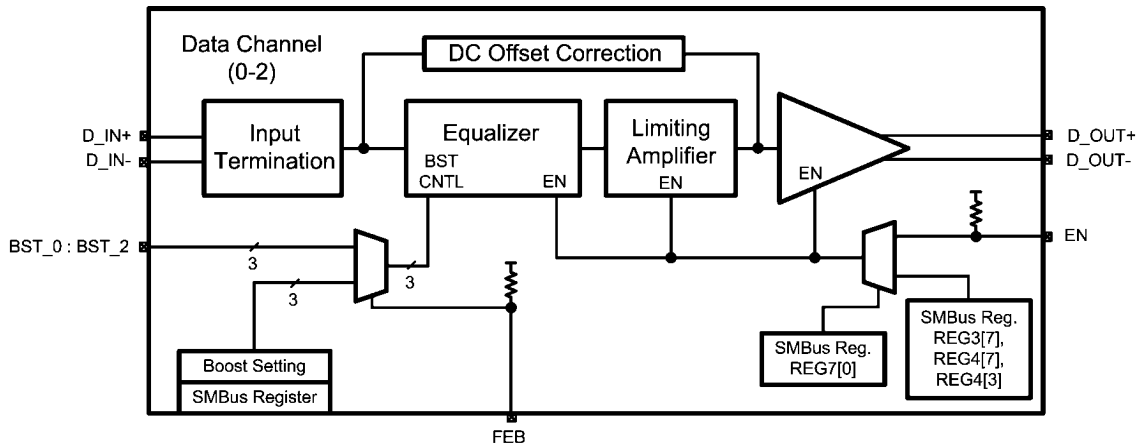 Data Channel
(0-2)
DC Offset Correction
D_IN+
D_IN-
Input
Termination
Equalizer
BST
CNTL
EN
Limiting
Amplifier
EN
EN
D_OUT+
D_OUT-
BST_0 : BST_2
3
3
3
EN
Boost Setting
SMBus Register
SMBus Reg.
REG7[0]
SMBus Reg.
REG3[7],
REG4[7],
REG4[3]
FEB